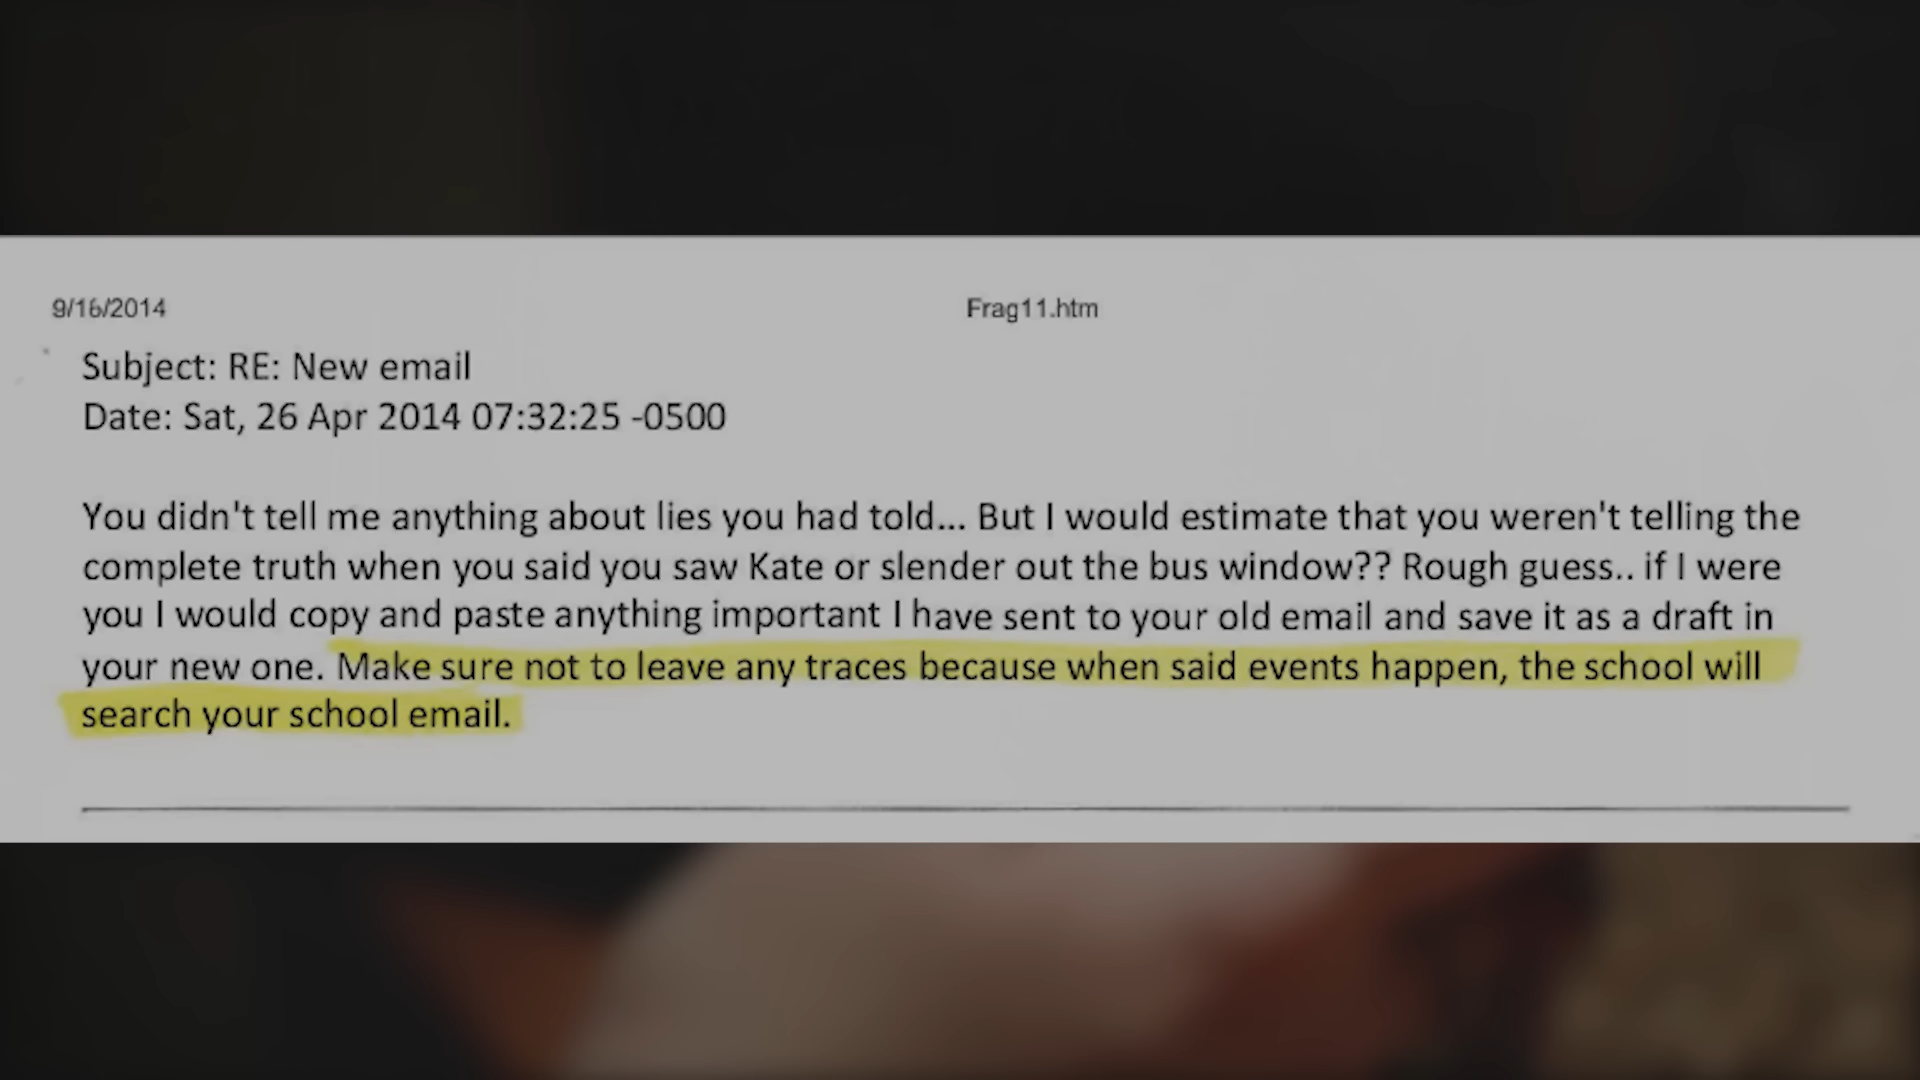 9/16/2014 Frag11.htm
Subject: RE: New email
Date: Sat, 26 Apr 2014 07:32:25 -0500
You didn't tell me anything about lies you had told... But I would estimate that you weren't telling the
complete truth when you said you saw Kate or slender out the bus window?? Rough guess.. if I were
you I would copy and paste anything important I have sent to your old email and save it as a draft in
your new one. Make sure not to leave any traces because when said events happen, the school will
search your school email.